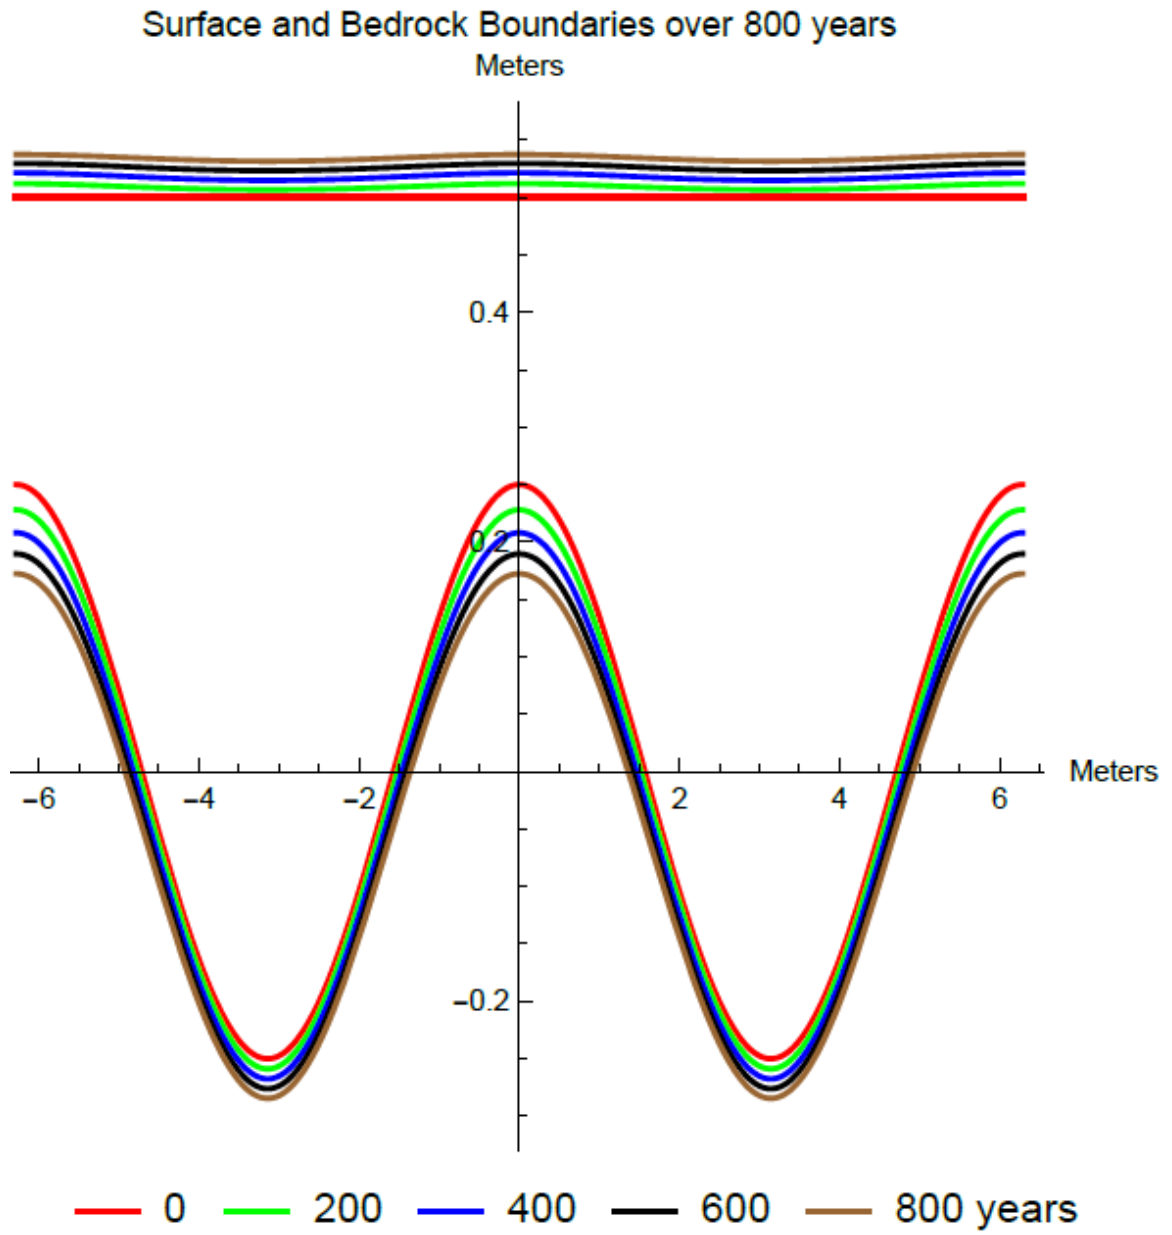 Surface and Bedrock Boundaries over 800 years
Meters
0.4
0.2
−6 −4 −2 2 4 6 Meters
−0.2
0 200 400 600 800 years